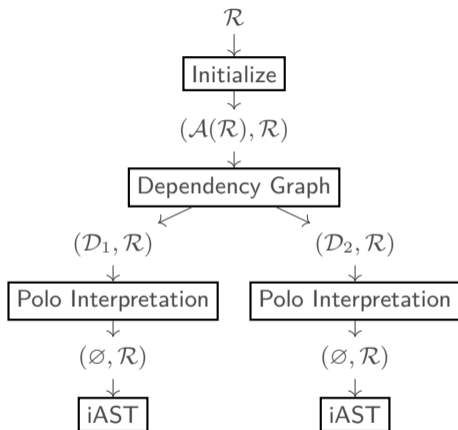 ℛ
Initialize
(𝒜(ℛ), ℛ)
Dependency Graph
(𝒟₁, ℛ) (𝒟₂, ℛ)
Polo Interpretation Polo Interpretation
(∅, ℛ) (∅, ℛ)
iAST iAST